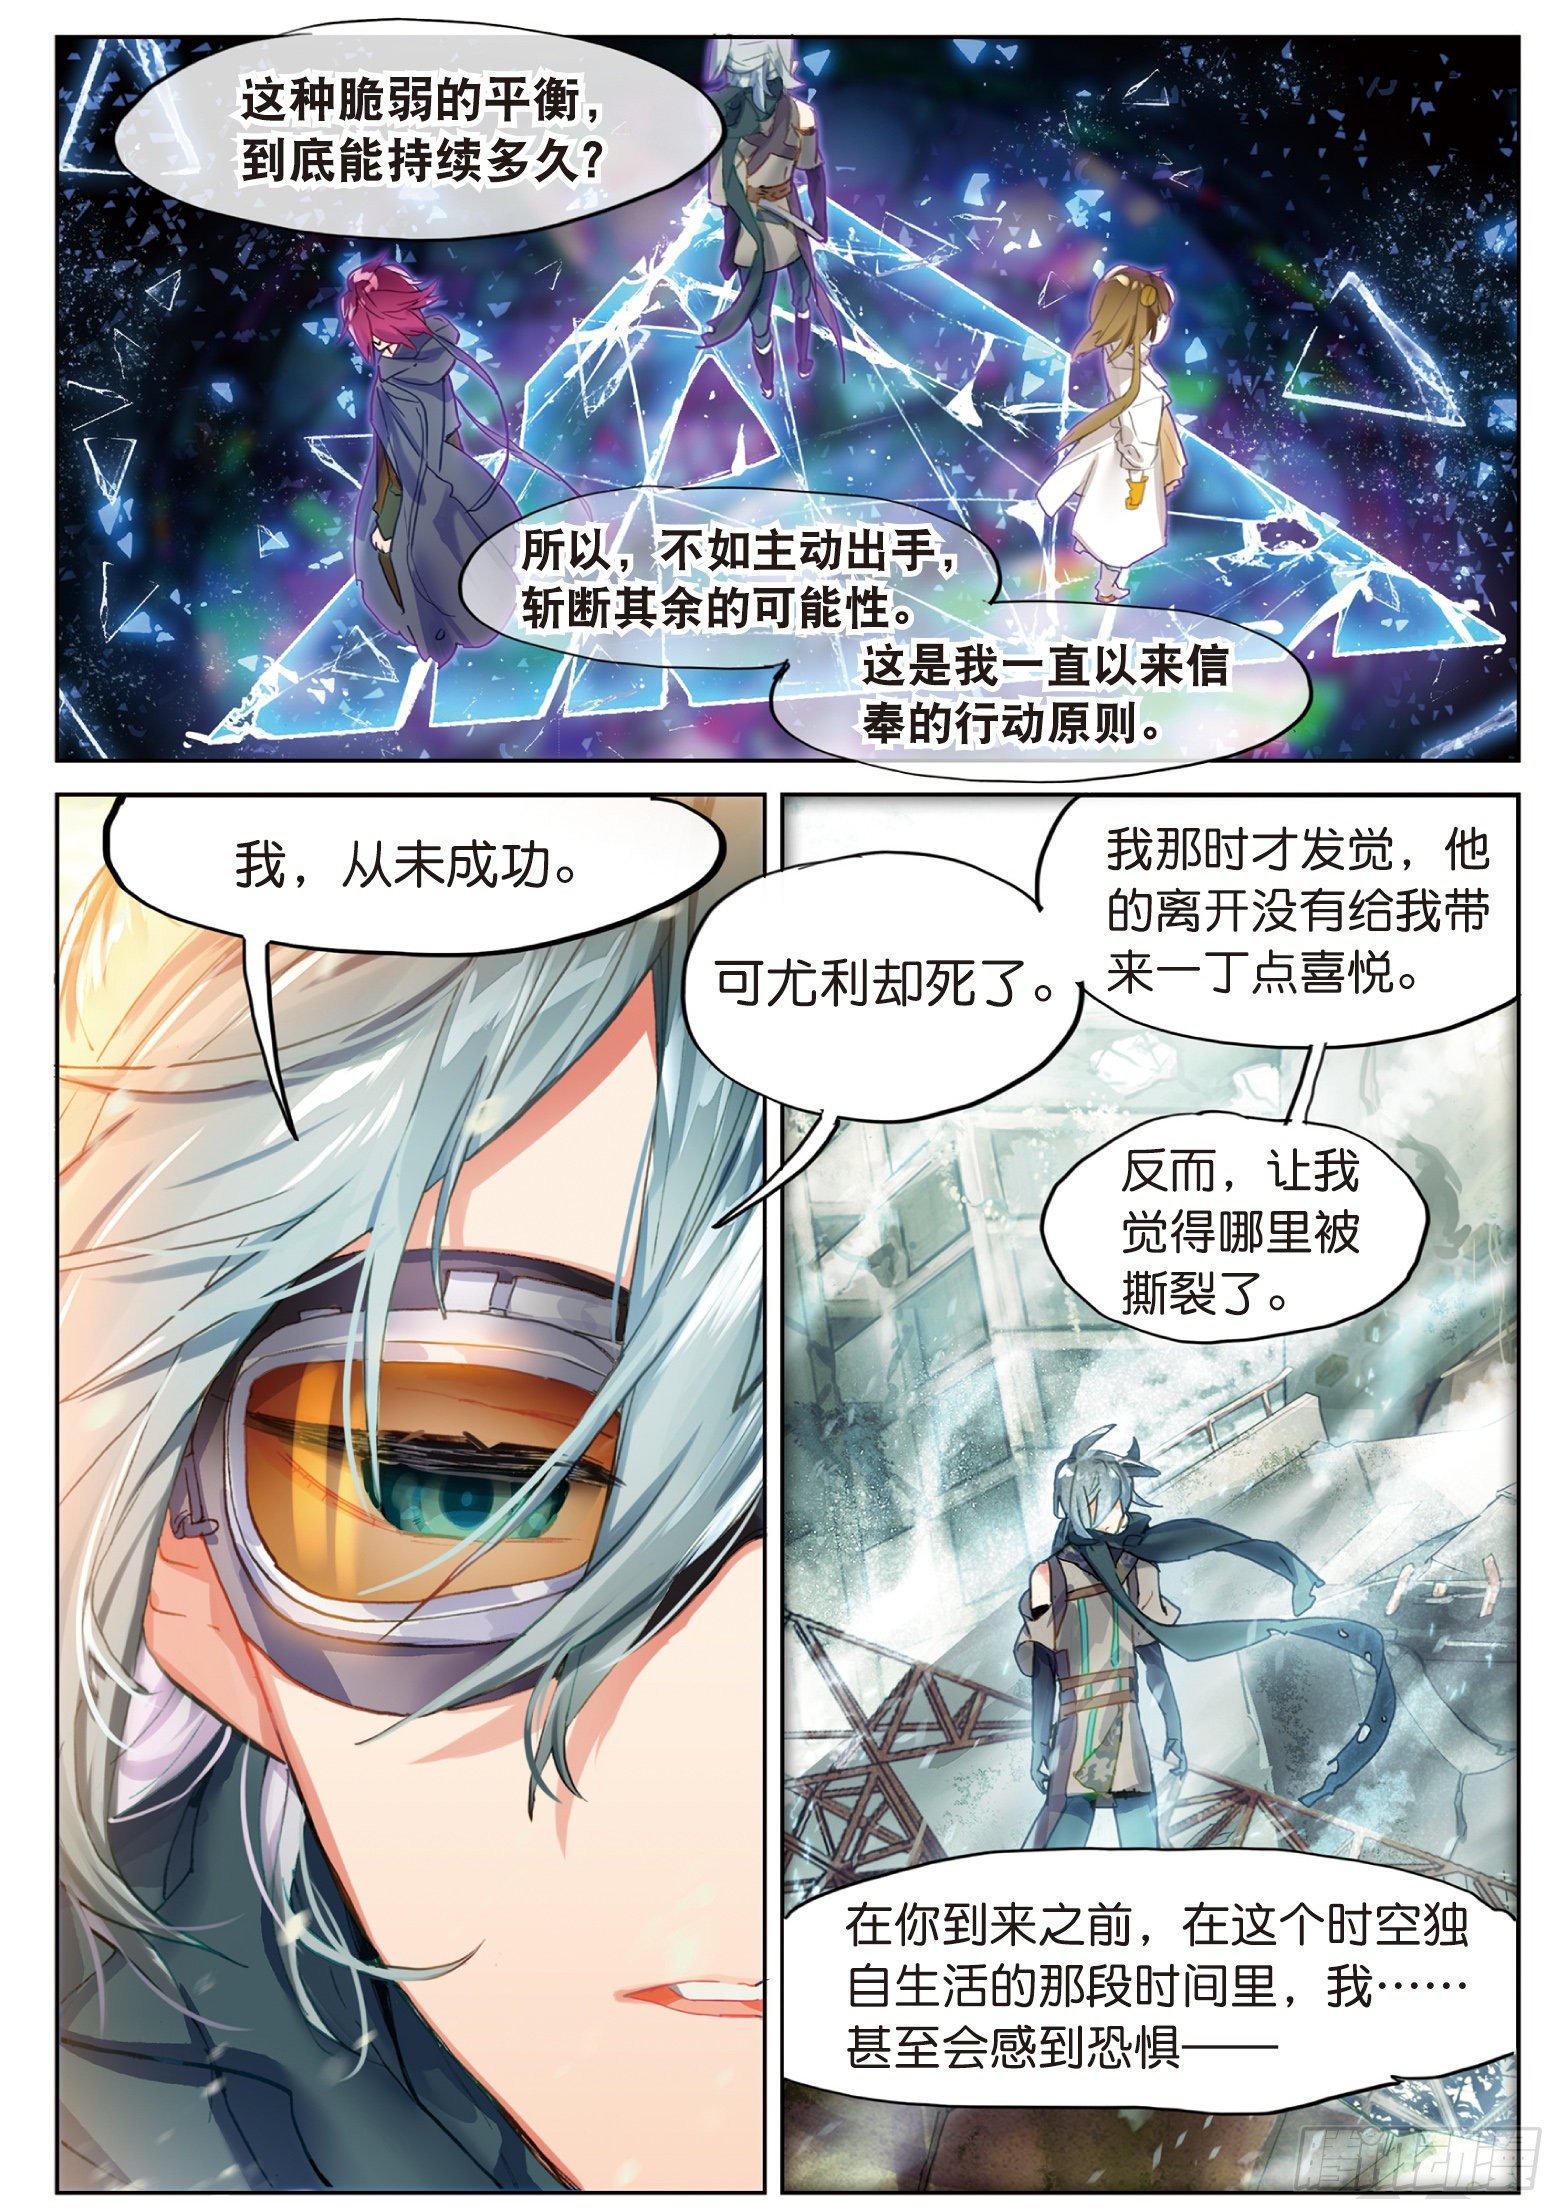 这种脆弱的平衡，
到底能持续多久？
所以，不如主动出手，
斩断其余的可能性。
这是我一直以来信
奉的行动原则。
我，从未成功。
可尤利却死了。
我那时才发觉，他
的离开没有给我带
来一丁点喜悦。
反而，让我
觉得哪里被
撕裂了。
在你到来之前，在这个时空独
自生活的那段时间里，我……
甚至会感到恐惧——
腾讯动漫